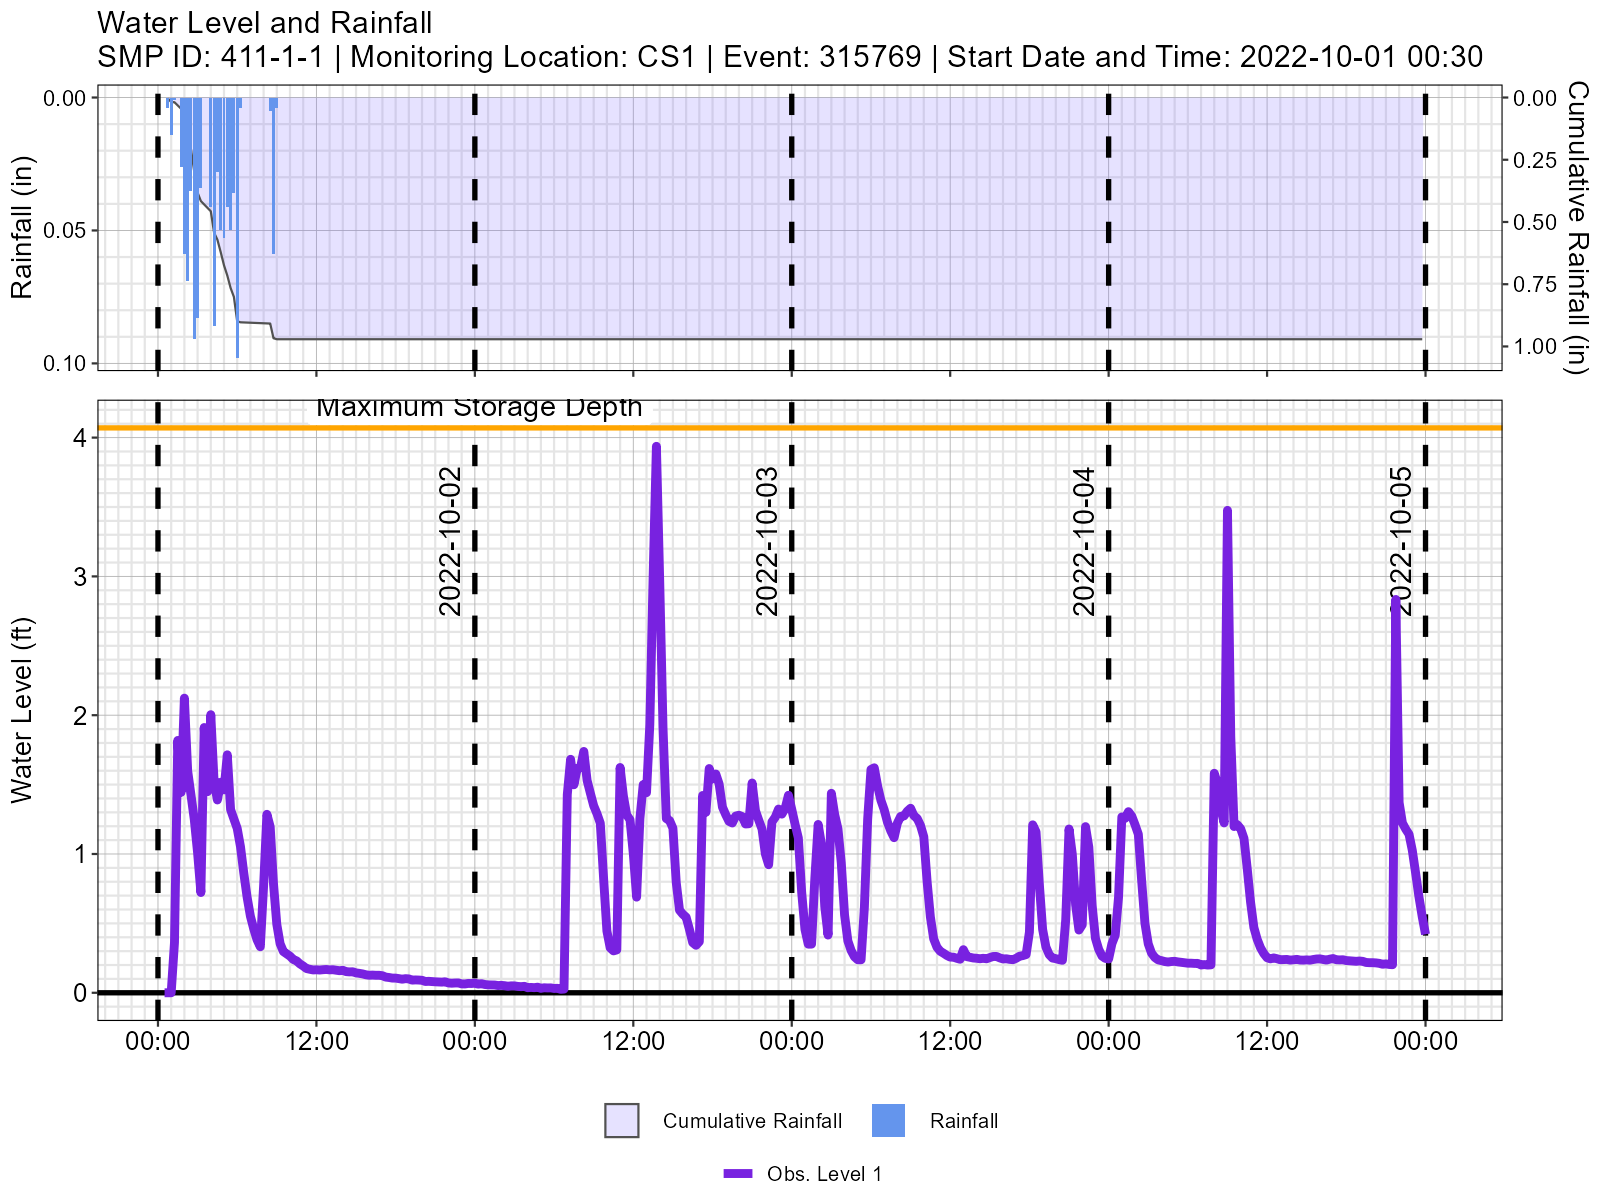 Water Level and Rainfall
SMP ID: 411-1-1 | Monitoring Location: CS1 | Event: 315769 | Start Date and Time: 2022-10-01 00:30
Rainfall (in)
0.00
0.05
0.10
0.00
0.25
0.50
0.75
1.00
Cumulative Rainfall (in)
Maximum Storage Depth
Water Level (ft)
4
3
2
1
0
2022-10-02
2022-10-03
2022-10-04
2022-10-05
00:00 12:00 00:00 12:00 00:00 12:00 00:00 12:00 00:00
Cumulative Rainfall Rainfall
Obs. Level 1